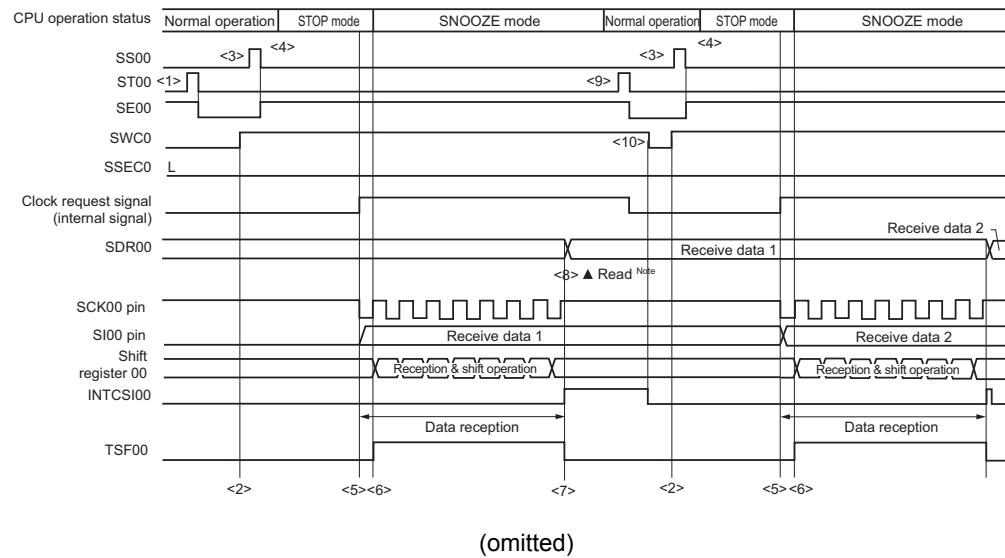 CPU operation status Normal operation STOP mode SNOOZE mode Normal operation STOP mode SNOOZE mode
<4> <4>
SS00 <3> <3>
ST00 <1> <9>
SE00
SWC0 <10>
SSEC0 L
Clock request signal
(internal signal)
Receive data 2
SDR00 Receive data 1
<8> ▲ Read Note
SCK00 pin
SI00 pin Receive data 1 Receive data 2
Shift
register 00 Reception & shift operation Reception & shift operation
INTCSI00
Data reception Data reception
TSF00
<2> <5><6> <7> <2> <5><6>
(omitted)